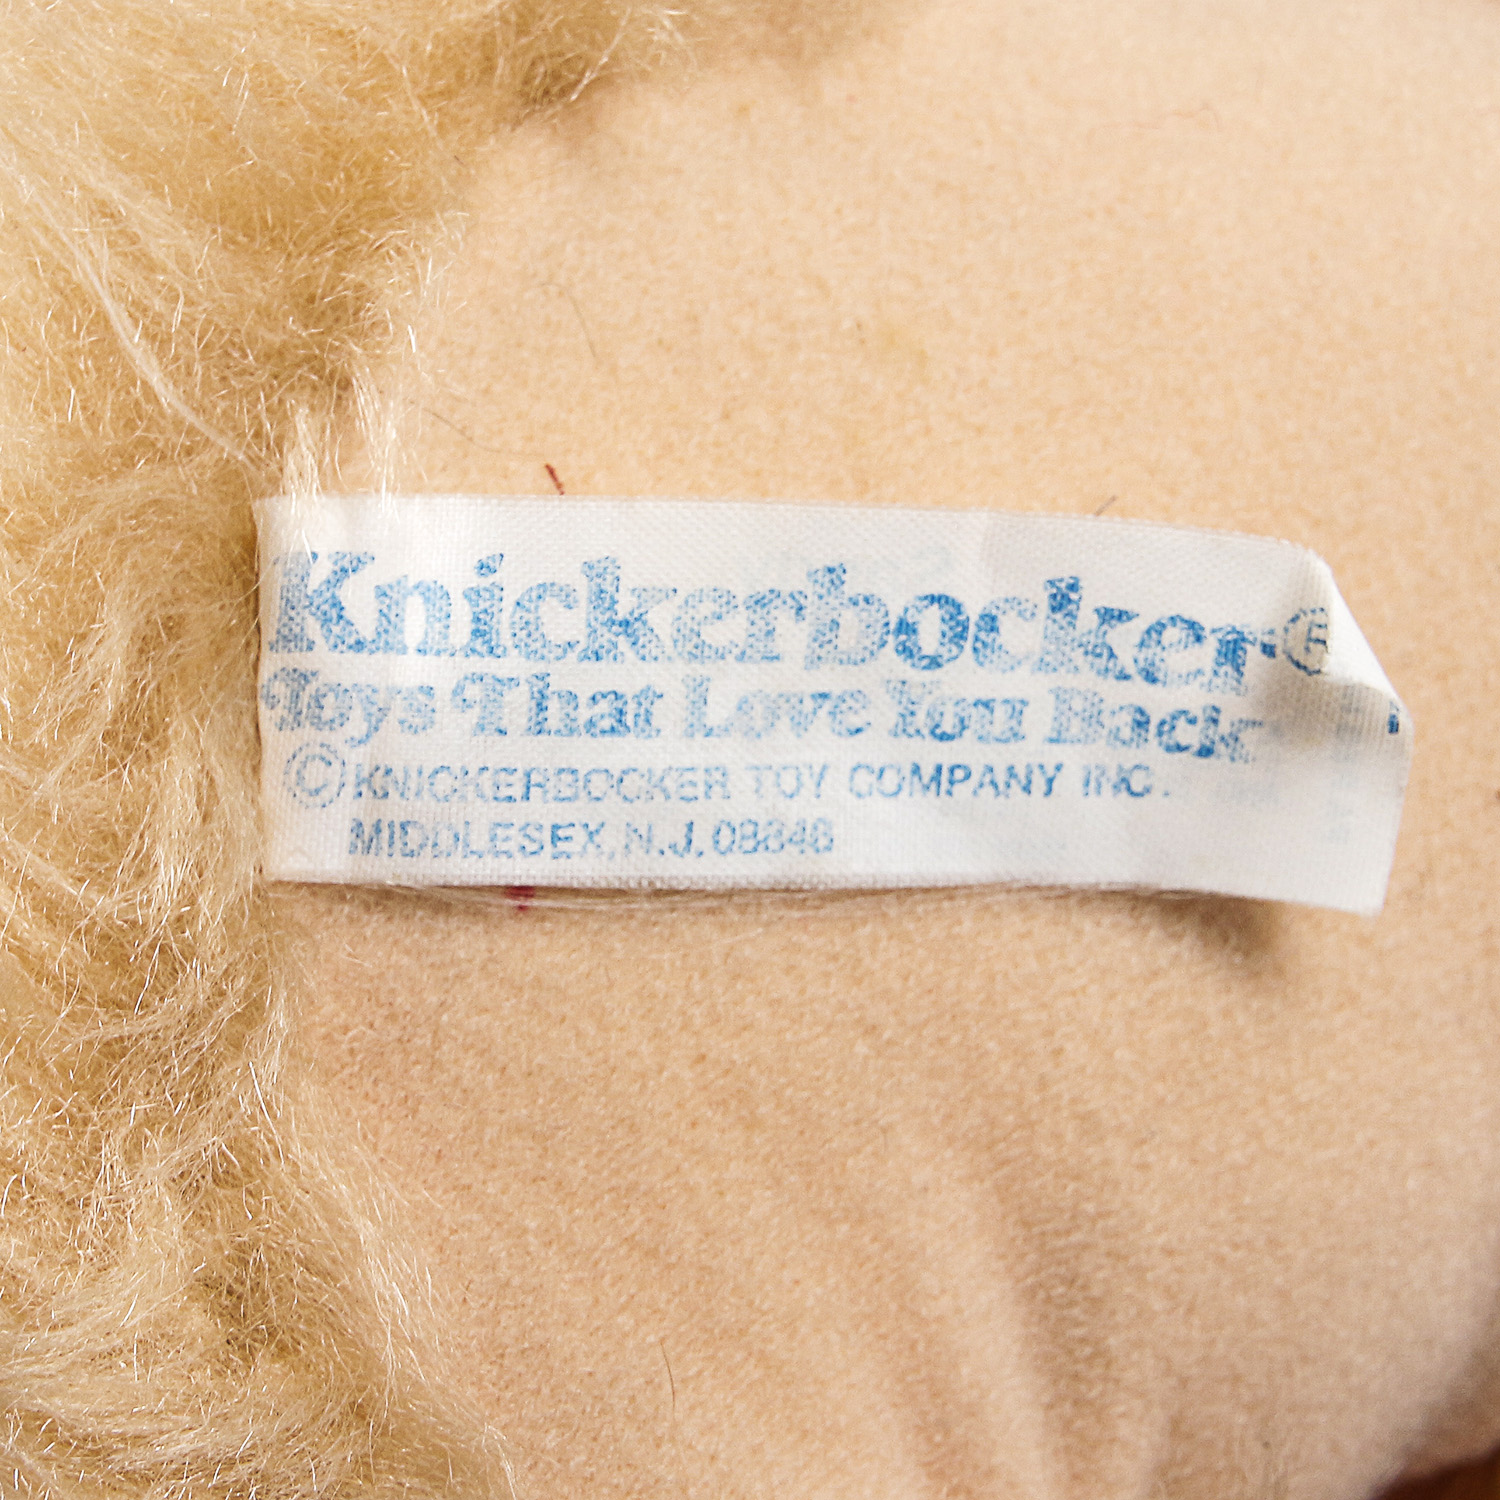 Knickerbocker®
Toys That Love You Back
© KNICKERBOCKER TOY COMPANY INC.
MIDDLESEX, N.J. 08846